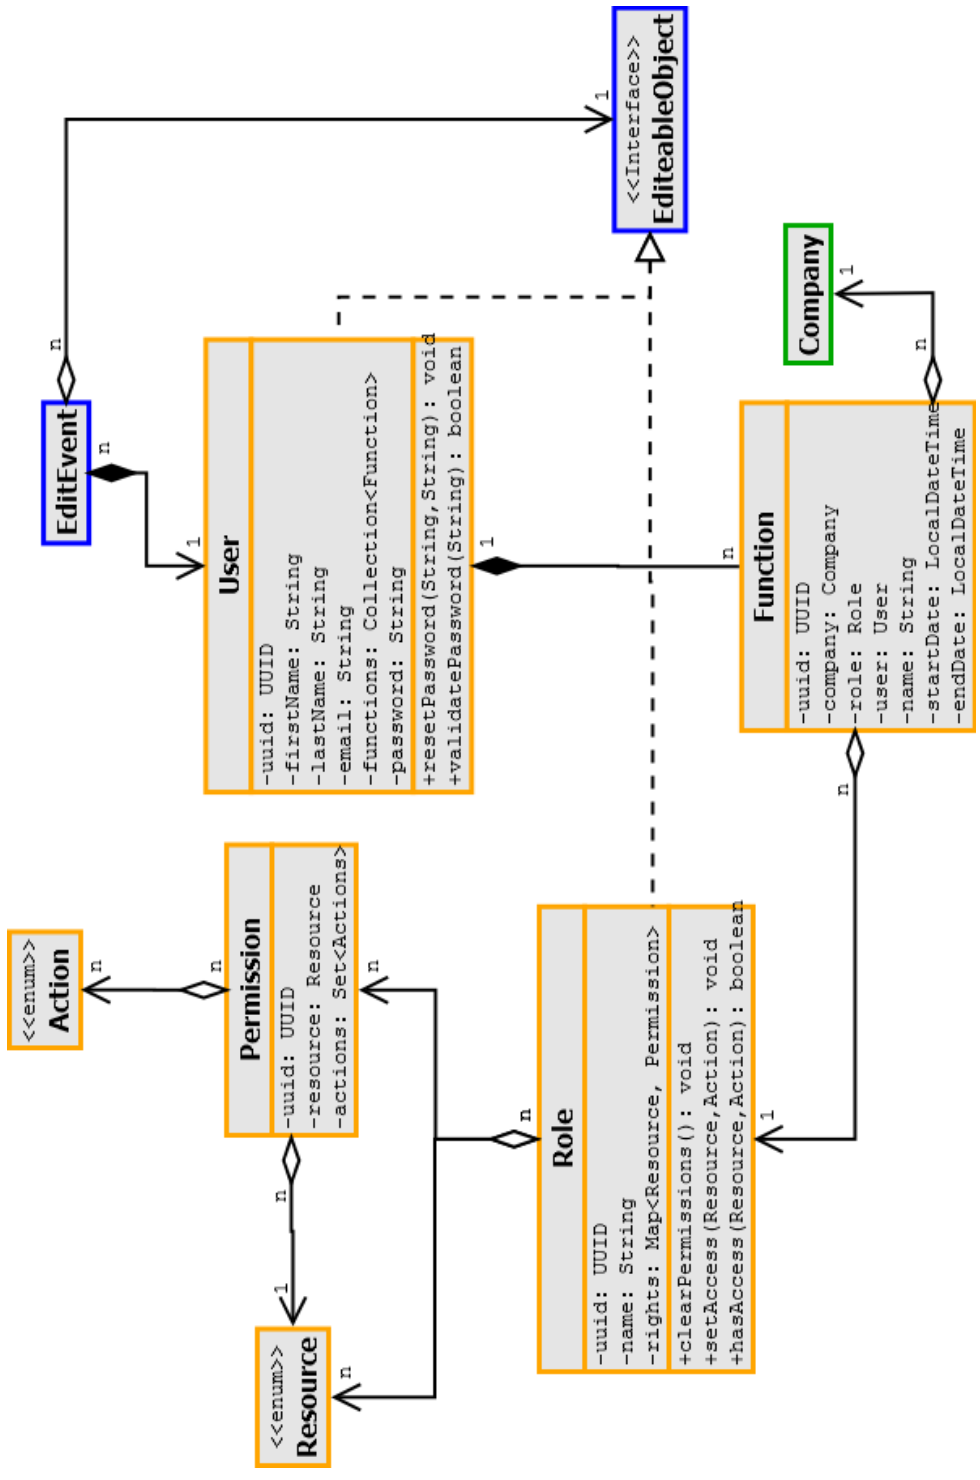 <<enum>>
Resource
1
n
n
<<enum>>
Action
n
n
Permission
-uuid: UUID
-resource: Resource
-actions: Set<Actions>
n
n
Role
-uuid: UUID
-name: String
-rights: Map<Resource, Permission>
+clearPermissions(): void
+setAccess(Resource,Action): void
+hasAccess(Resource,Action): boolean
1
n
EditEvent
n
n
1
User
-uuid: UUID
-firstName: String
-lastName: String
-email: String
-functions: Collection<Function>
-password: String
+resetPassword(String,String): void
+validatePassword(String): boolean
1
n
Function
-uuid: UUID
-company: Company
-role: Role
-user: User
-name: String
-startDate: LocalDateTime
-endDate: LocalDateTime
n
1
Company
1
<<Interface>>
EditeableObject